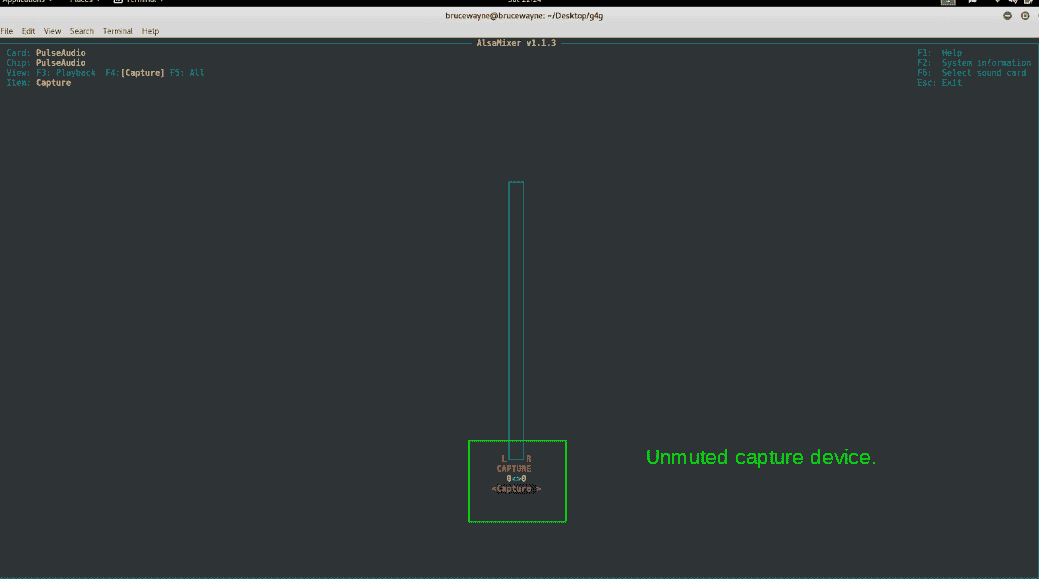 brucewayne@brucewayne: ~/Desktop/g4g
File Edit View Search Terminal Help
AlsaMixer v1.1.3
Card: PulseAudio
Chip: PulseAudio
View: F3: Playback F4:[Capture] F5: All
Item: Capture
F1: Help
F2: System information
F6: Select sound card
Esc: Exit
L R
CAPTURE
0<>0
<Capture >
Unmuted capture device.